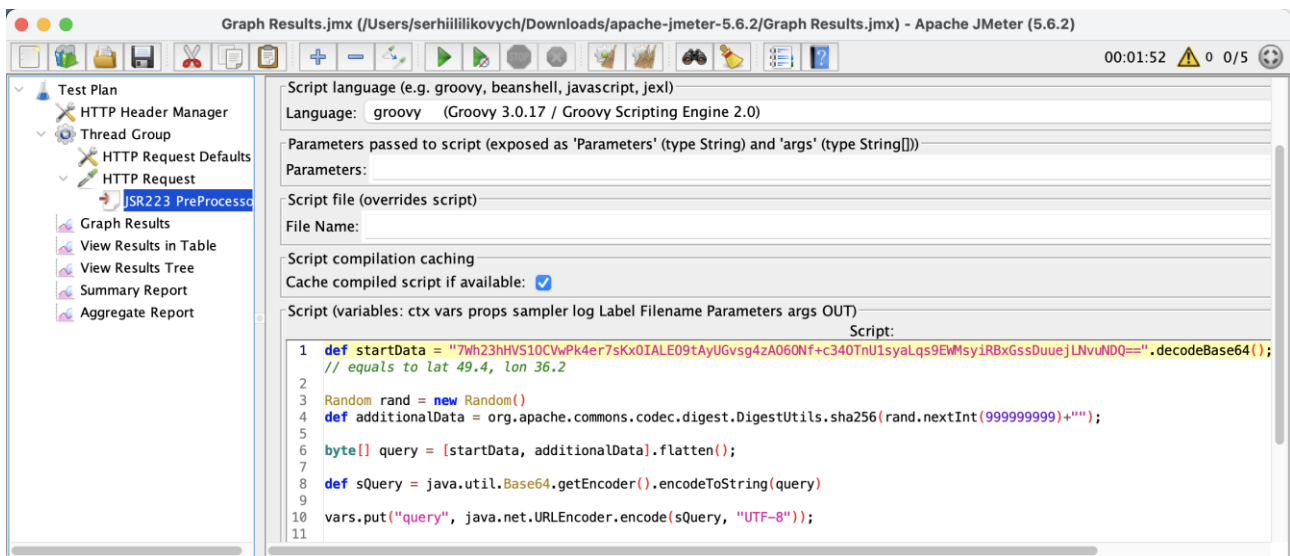 Graph Results.jmx (/Users/serhiililikovych/Downloads/apache-jmeter-5.6.2/Graph Results.jmx) - Apache JMeter (5.6.2)
00:01:52 0 0/5
Test Plan
HTTP Header Manager
Thread Group
HTTP Request Defaults
HTTP Request
JSR223 PreProcesso
Graph Results
View Results in Table
View Results Tree
Summary Report
Aggregate Report
Script language (e.g. groovy, beanshell, javascript, jexl)
Language: groovy (Groovy 3.0.17 / Groovy Scripting Engine 2.0)
Parameters passed to script (exposed as 'Parameters' (type String) and 'args' (type String[]))
Parameters:
Script file (overrides script)
File Name:
Script compilation caching
Cache compiled script if available:
Script (variables: ctx vars props sampler log Label Filename Parameters args OUT)
Script:
1 def startData = "7Wh23hHVS1OCVwPk4er7sKxOIALEO9tAyUGvsg4zAO6ONf+c34OTnU1syaLqs9EWMsyiRBxGssDuuejLNvuNDQ==".decodeBase64();
// equals to lat 49.4, lon 36.2
2
3 Random rand = new Random()
4 def additionalData = org.apache.commons.codec.digest.DigestUtils.sha256(rand.nextInt(999999999)+"");
5
6 byte[] query = [startData, additionalData].flatten();
7
8 def sQuery = java.util.Base64.getEncoder().encodeToString(query)
9
10 vars.put("query", java.net.URLEncoder.encode(sQuery, "UTF-8"));
11